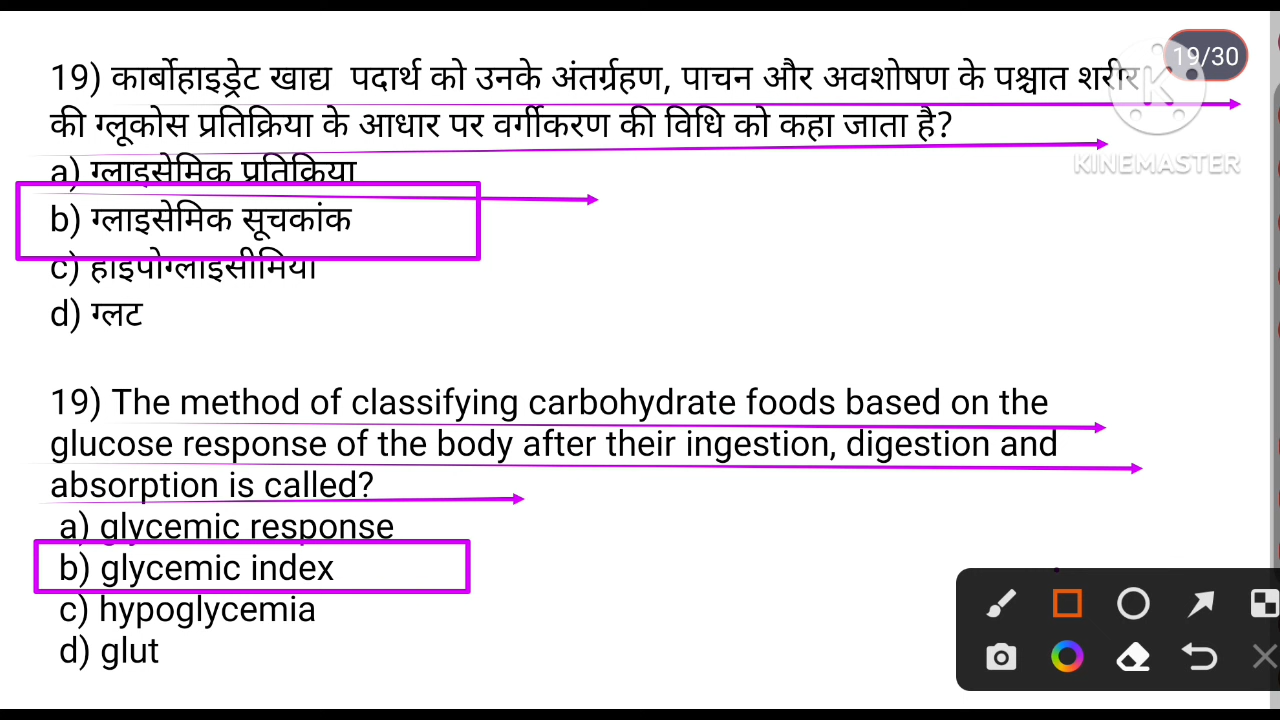 19/30
19) कार्बोहाइड्रेट खाद्य पदार्थ को उनके अंतर्ग्रहण, पाचन और अवशोषण के पश्चात शरीर
की ग्लूकोस प्रतिक्रिया के आधार पर वर्गीकरण की विधि को कहा जाता है?
KINEMASTER
a) ग्लाइसेमिक प्रतिक्रिया
b) ग्लाइसेमिक सूचकांक
c) हाइपोग्लाइसीमिया
d) ग्लट
19) The method of classifying carbohydrate foods based on the
glucose response of the body after their ingestion, digestion and
absorption is called?
a) glycemic response
b) glycemic index
c) hypoglycemia
d) glut